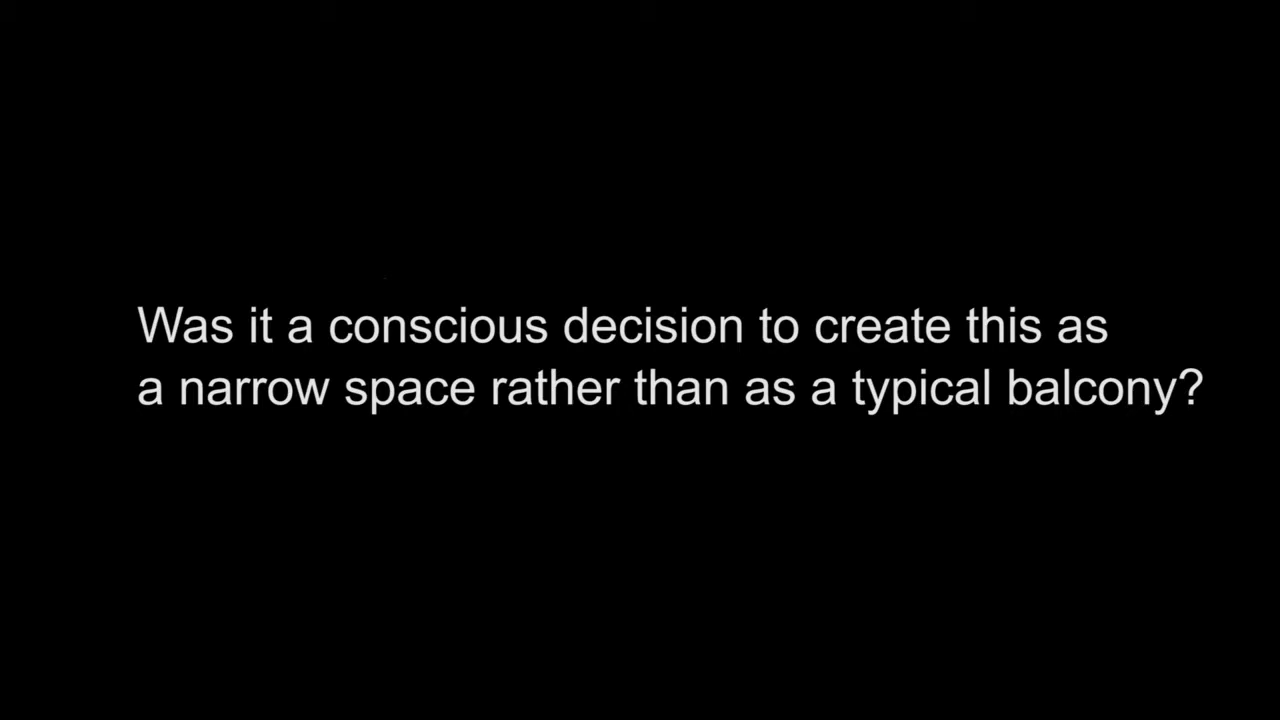 Was it a conscious decision to create this as
a narrow space rather than as a typical balcony?